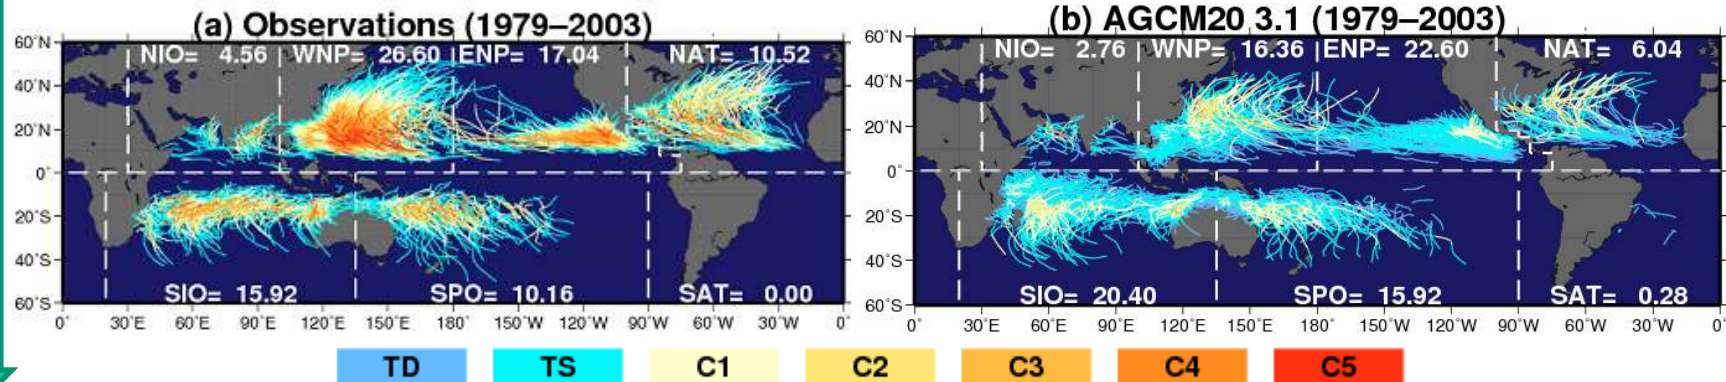 (a) Observations (1979–2003)
60°N
40°N
20°N
0°
20°S
40°S
60°S
NIO= 4.56 WNP= 26.60 ENP= 17.04 NAT= 10.52
SIO= 15.92 SPO= 10.16 SAT= 0.00
0° 30°E 60°E 90°E 120°E 150°E 180° 150°W 120°W 90°W 60°W 30°W 0°
(b) AGCM20 3.1 (1979–2003)
60°N
40°N
20°N
0°
20°S
40°S
60°S
NIO= 2.76 WNP= 16.36 ENP= 22.60 NAT= 6.04
SIO= 20.40 SPO= 15.92 SAT= 0.28
0° 30°E 60°E 90°E 120°E 150°E 180° 150°W 120°W 90°W 60°W 30°W 0°
TD TS C1 C2 C3 C4 C5